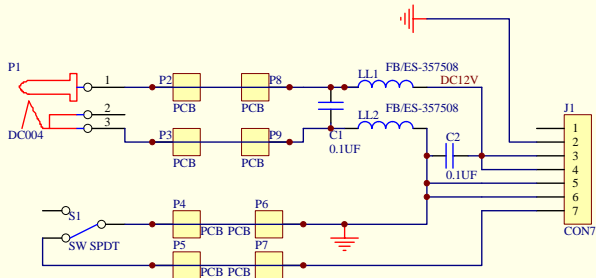 P1
1
2
3
DC004
P2
PCB
P8
PCB
P3
PCB
P9
PCB
C1
0.1UF
LL1
FB/ES-357508
DC12V
LL2
FB/ES-357508
C2
0.1UF
J1
1
2
3
4
5
6
7
CON7
S1
SW SPDT
P4
PCB
P6
PCB
P5
PCB
P7
PCB